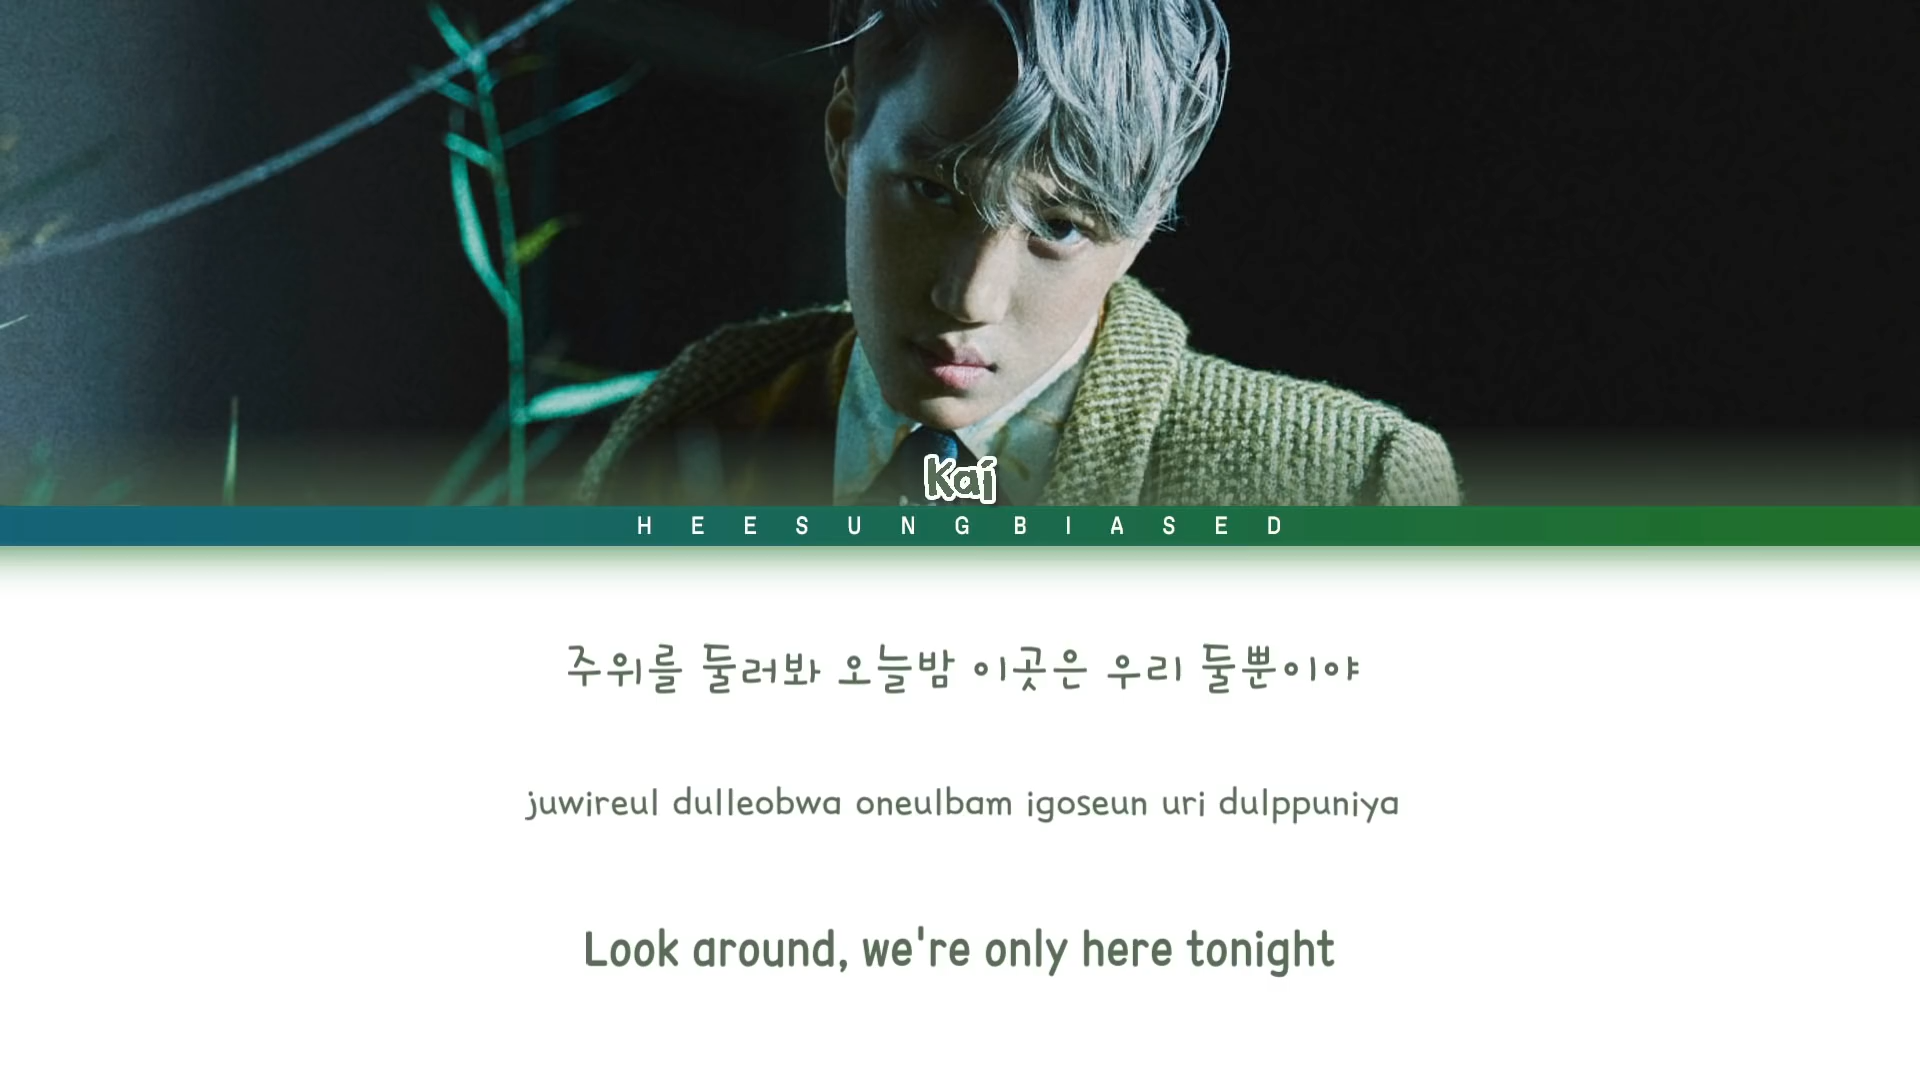 Kai
HEESUNGBIASED
주위를 둘러봐 오늘밤 이곳은 우리 둘뿐이야
juwireul dulleobwa oneulbam igoseun uri dulppuniya
Look around, we're only here tonight